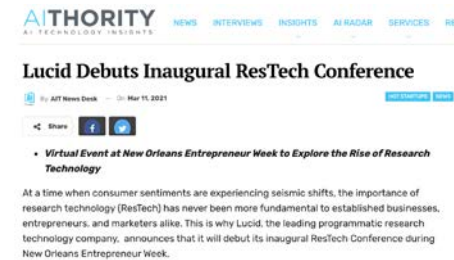 AITHORITY
AI TECHNOLOGY INSIGHTS
NEWS INTERVIEWS INSIGHTS AI RADAR SERVICES RE
Lucid Debuts Inaugural ResTech Conference
By AIT News Desk — On Mar 11, 2021
HOT STARTUPS NEWS
Share f
• Virtual Event at New Orleans Entrepreneur Week to Explore the Rise of Research
Technology
At a time when consumer sentiments are experiencing seismic shifts, the importance of
research technology (ResTech) has never been more fundamental to established businesses,
entrepreneurs, and marketers alike. This is why Lucid, the leading programmatic research
technology company, announces that it will debut its inaugural ResTech Conference during
New Orleans Entrepreneur Week.